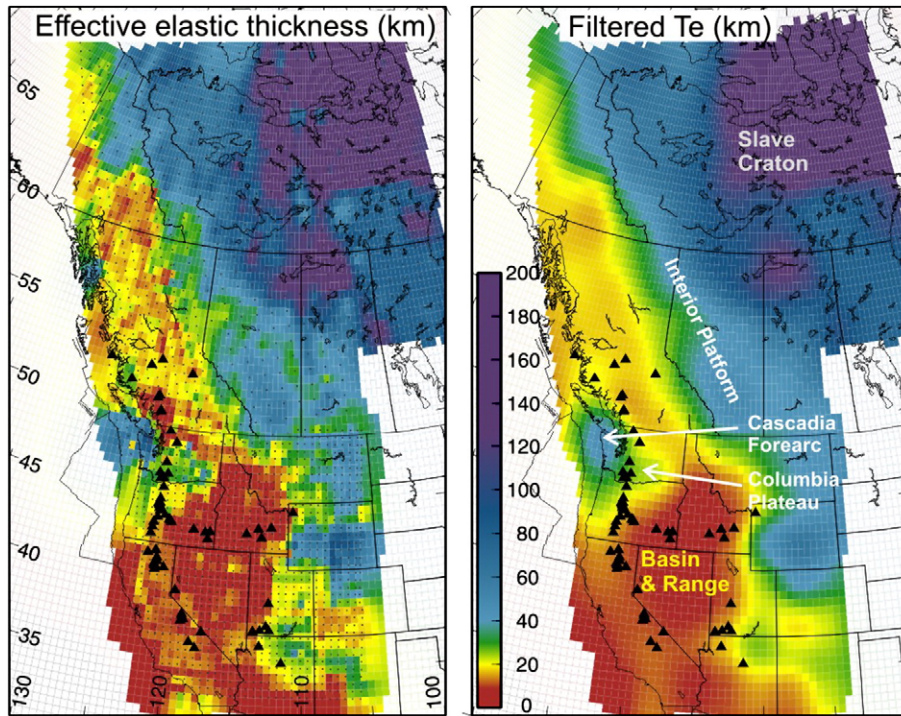 Effective elastic thickness (km)
65
60
55
50
45
40
35
130
120
110
100
Filtered Te (km)
Slave
Craton
Interior Platform
Cascadia
Forearc
Columbia
Plateau
Basin
& Range
200
180
160
140
120
100
80
60
40
20
0